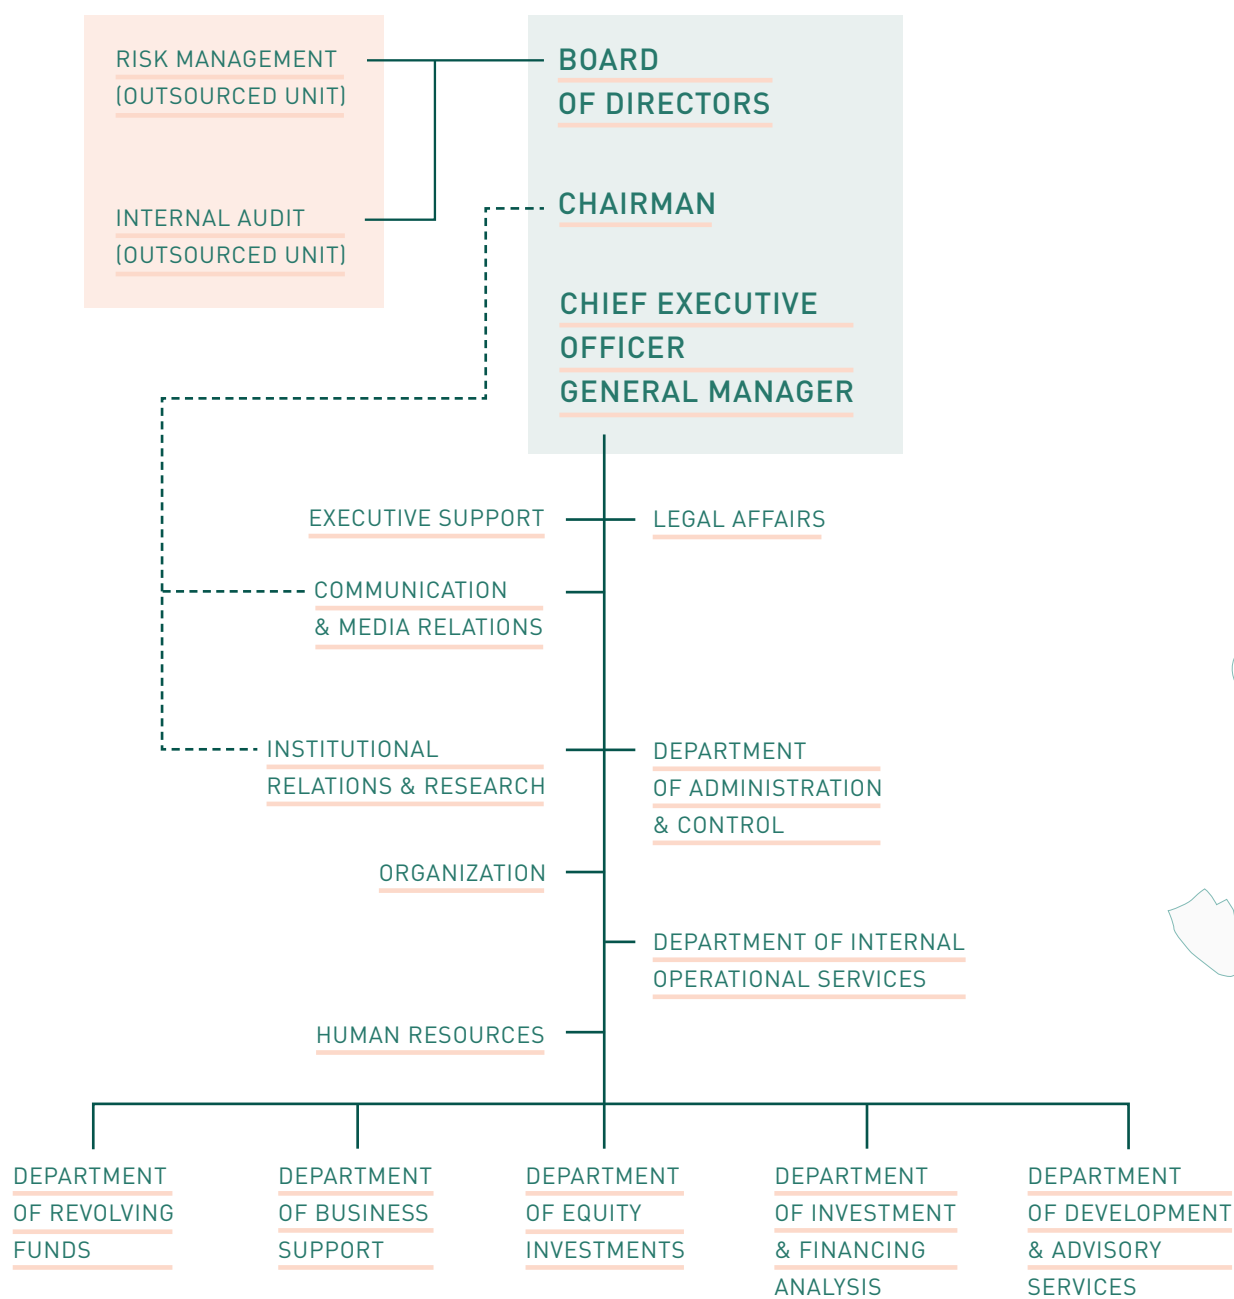 RISK MANAGEMENT
(OUTSOURCED UNIT)
INTERNAL AUDIT
(OUTSOURCED UNIT)
BOARD
OF DIRECTORS
CHAIRMAN
CHIEF EXECUTIVE
OFFICER
GENERAL MANAGER
EXECUTIVE SUPPORT
LEGAL AFFAIRS
COMMUNICATION
& MEDIA RELATIONS
INSTITUTIONAL
RELATIONS & RESEARCH
DEPARTMENT
OF ADMINISTRATION
& CONTROL
ORGANIZATION
DEPARTMENT OF INTERNAL
OPERATIONAL SERVICES
HUMAN RESOURCES
DEPARTMENT
OF REVOLVING
FUNDS
DEPARTMENT
OF BUSINESS
SUPPORT
DEPARTMENT
OF EQUITY
INVESTMENTS
DEPARTMENT
OF INVESTMENT
& FINANCING
ANALYSIS
DEPARTMENT
OF DEVELOPMENT
& ADVISORY
SERVICES